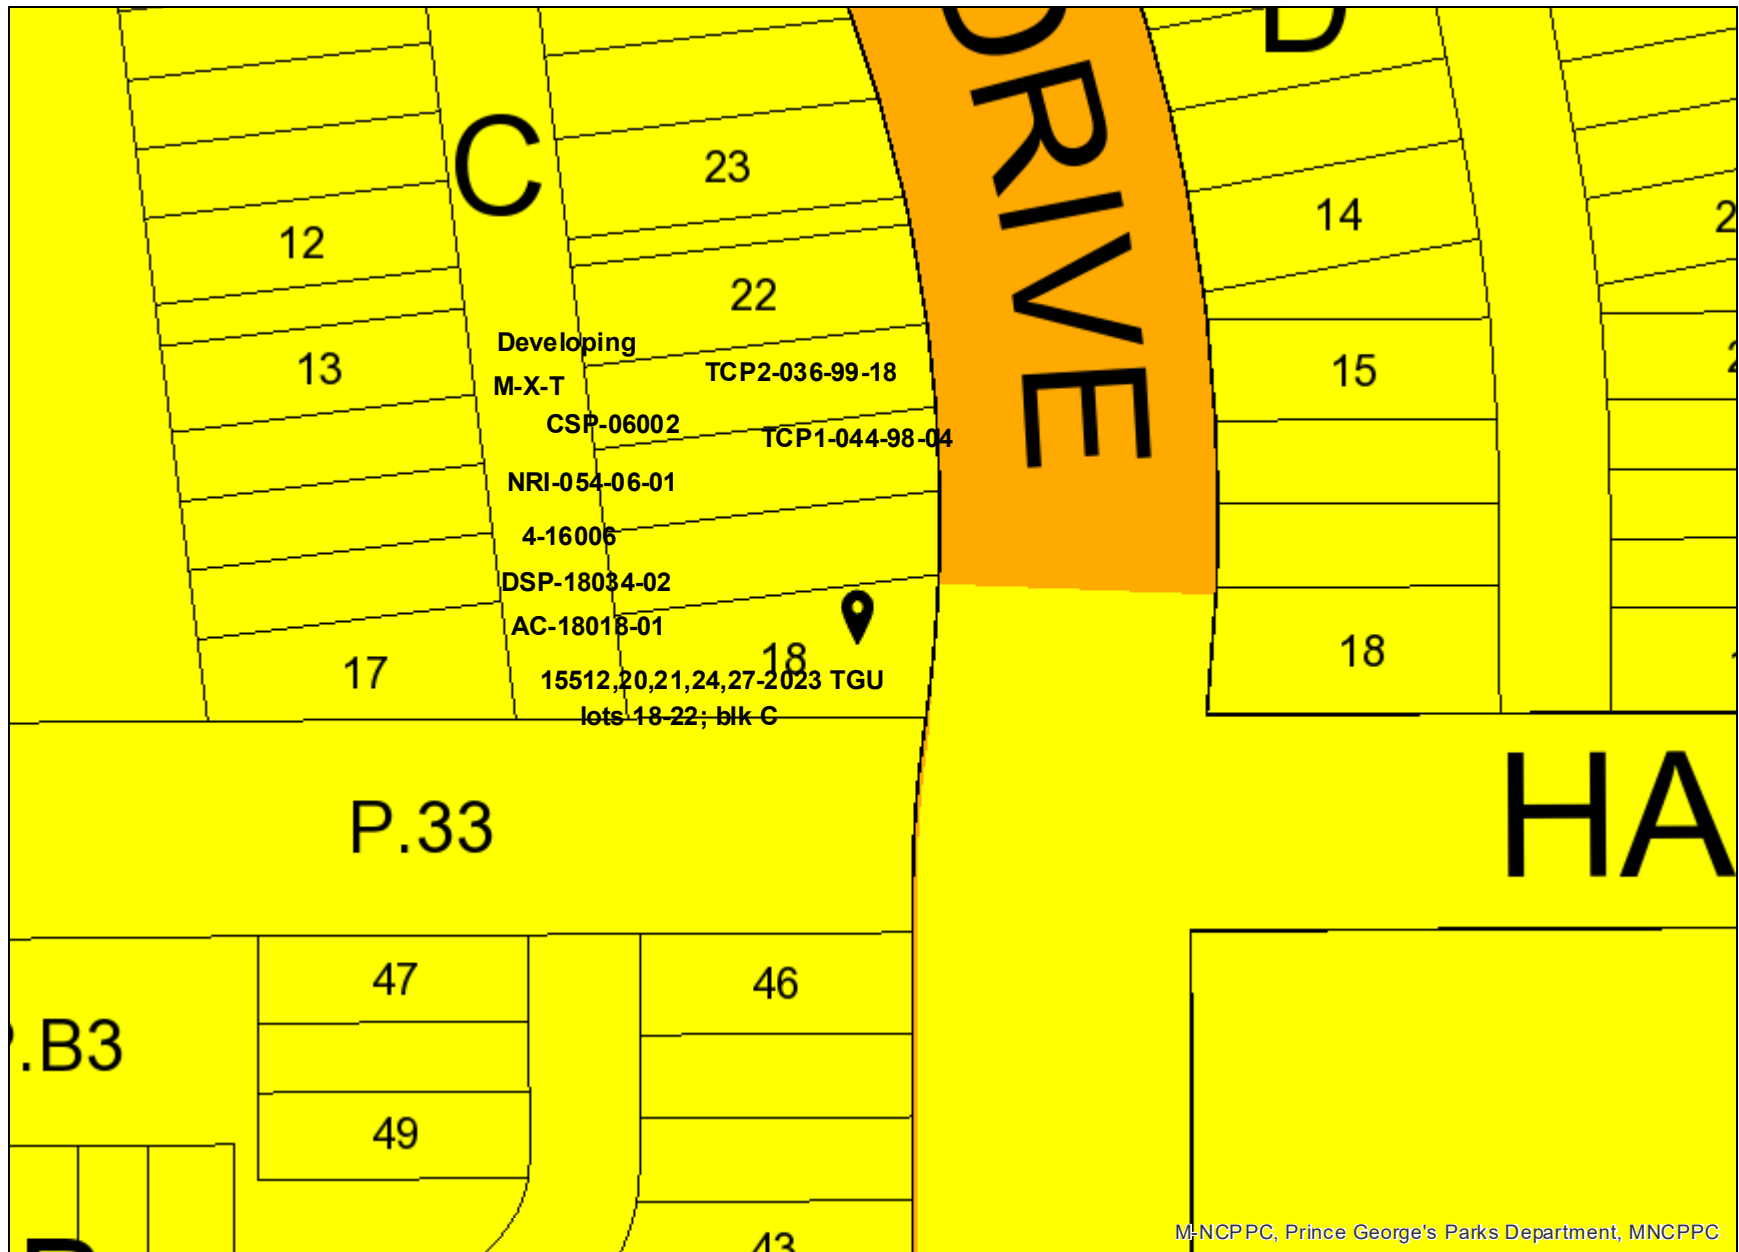 DRIVE
D
C
23
12
14
22
Developing
13
M-X-T
TCP2-036-99-18
15
CSP-06002
TCP1-044-98-04
NRI-054-06-01
4-16006
DSP-18034-02
AC-18018-01
17
18
18
15512,20,21,24,27-2023 TGU
lots 18-22; blk C
P.33
HA
47
46
.B3
49
43
M-NCPPC, Prince George's Parks Department, MNCPPC